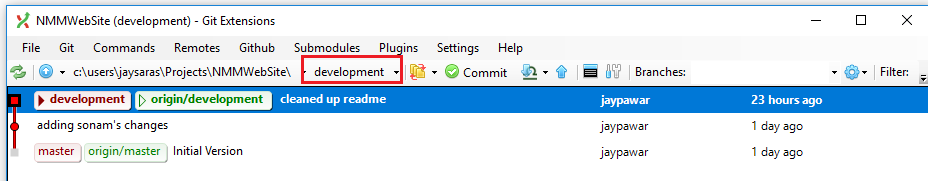 NMMWebSite (development) - Git Extensions
File Git Commands Remotes Github Submodules Plugins Settings Help
c:\users\jaysaras\Projects\NMMWebSite\ development Commit Branches: Filter:
development origin/development cleaned up readme jaypawar 23 hours ago
adding sonam's changes jaypawar 1 day ago
master origin/master Initial Version jaypawar 1 day ago